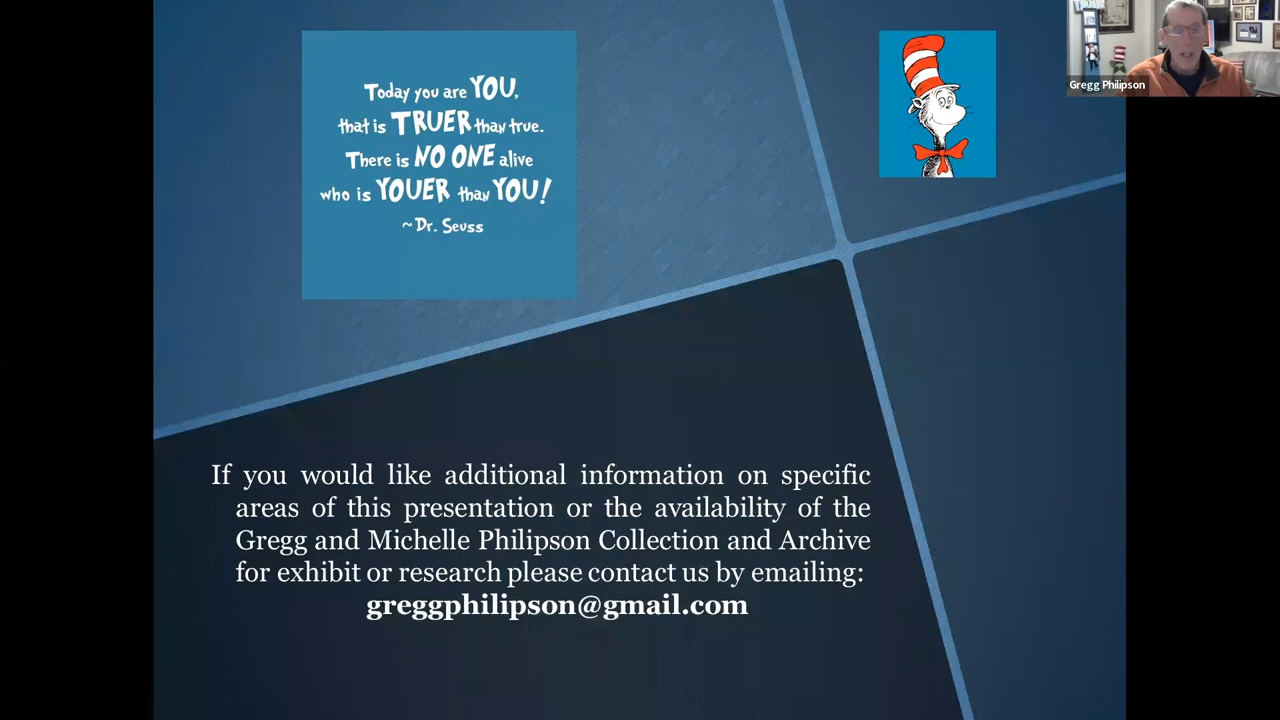 Today you are YOU,
that is TRUER than true.
There is NO ONE alive
who is YOUER than YOU!
~ Dr. Seuss
Gregg Philipson
If you would like additional information on specific
areas of this presentation or the availability of the
Gregg and Michelle Philipson Collection and Archive
for exhibit or research please contact us by emailing:
greggphilipson@gmail.com